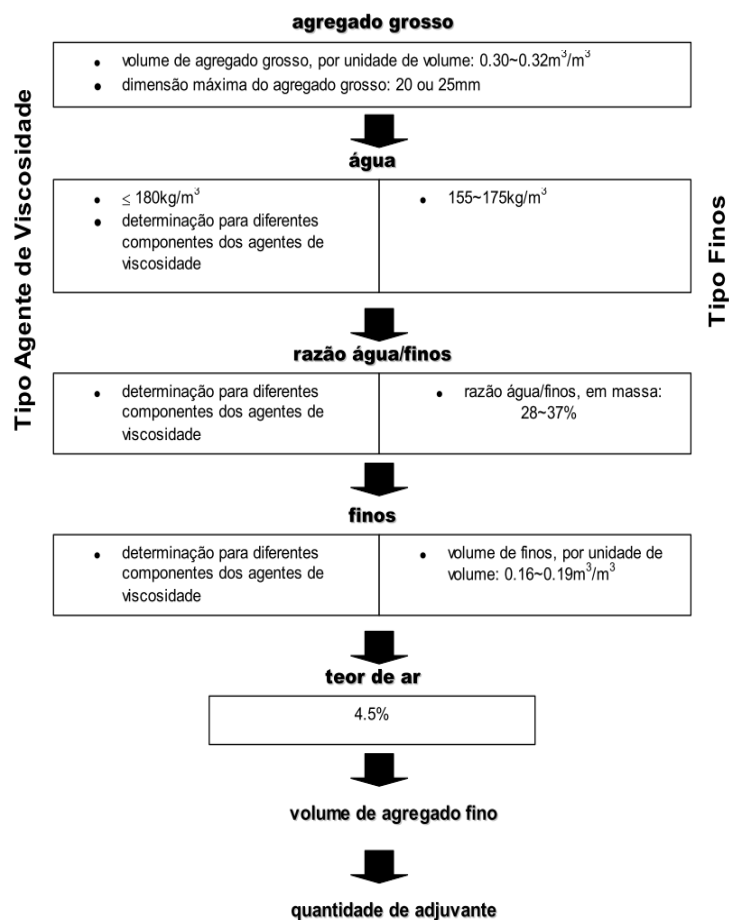 agregado grosso
• volume de agregado grosso, por unidade de volume: 0.30~0.32m³/m³
• dimensão máxima do agregado grosso: 20 ou 25mm
Tipo Agente de Viscosidade
Tipo Finos
água
• ≤ 180kg/m³
• determinação para diferentes
componentes dos agentes de
viscosidade
• 155~175kg/m³
razão água/finos
• determinação para diferentes
componentes dos agentes de
viscosidade
• razão água/finos, em massa:
28~37%
finos
• determinação para diferentes
componentes dos agentes de
viscosidade
• volume de finos, por unidade de
volume: 0.16~0.19m³/m³
teor de ar
4.5%
volume de agregado fino
quantidade de adjuvante